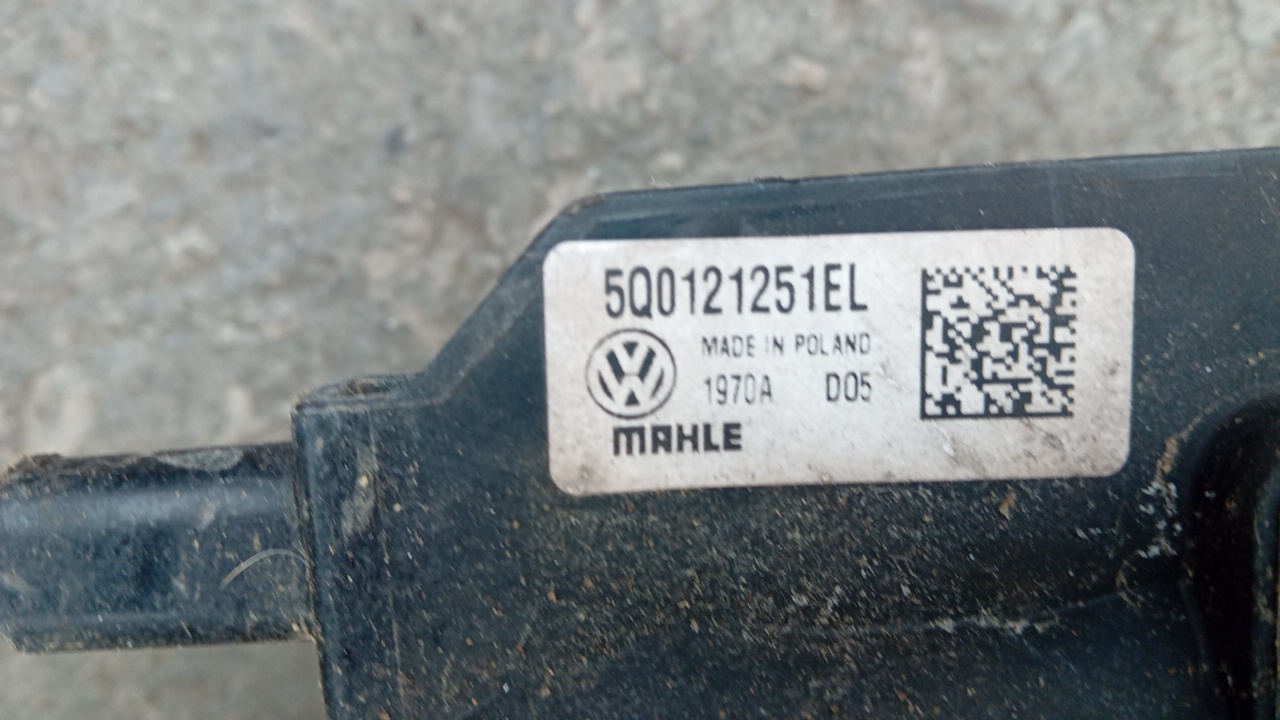 5Q0121251EL
MADE IN POLAND
1970A D05
MAHLE